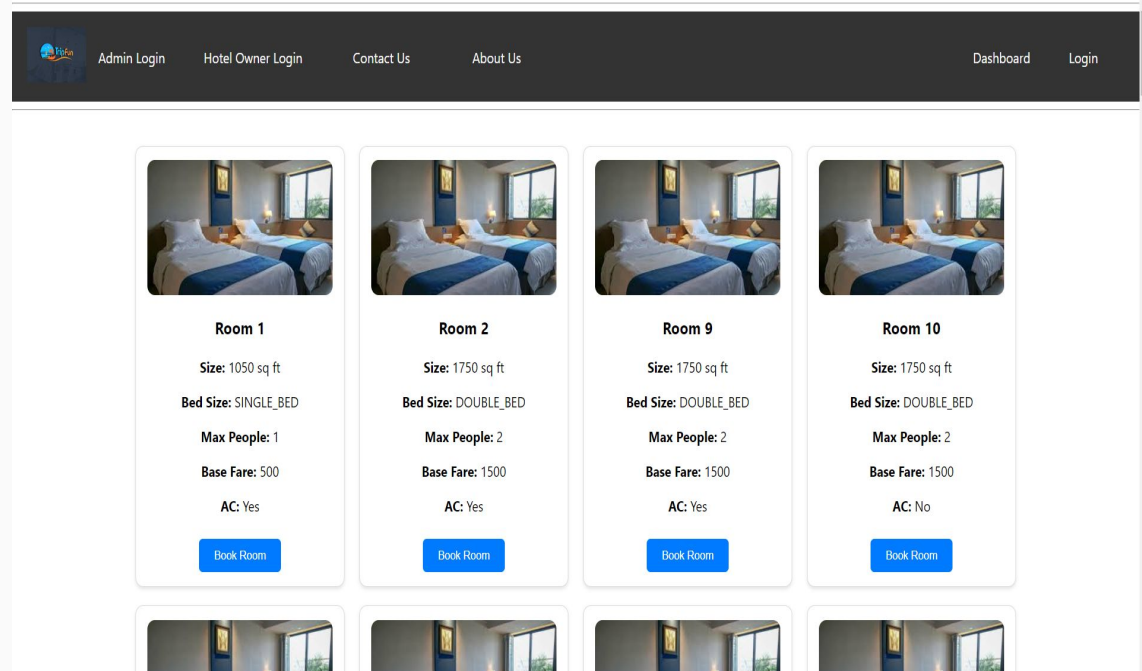 TripFun
Admin Login Hotel Owner Login Contact Us About Us Dashboard Login
Room 1 Room 2 Room 9 Room 10
Size: 1050 sq ft Size: 1750 sq ft Size: 1750 sq ft Size: 1750 sq ft
Bed Size: SINGLE_BED Bed Size: DOUBLE_BED Bed Size: DOUBLE_BED Bed Size: DOUBLE_BED
Max People: 1 Max People: 2 Max People: 2 Max People: 2
Base Fare: 500 Base Fare: 1500 Base Fare: 1500 Base Fare: 1500
AC: Yes AC: Yes AC: Yes AC: No
Book Room Book Room Book Room Book Room